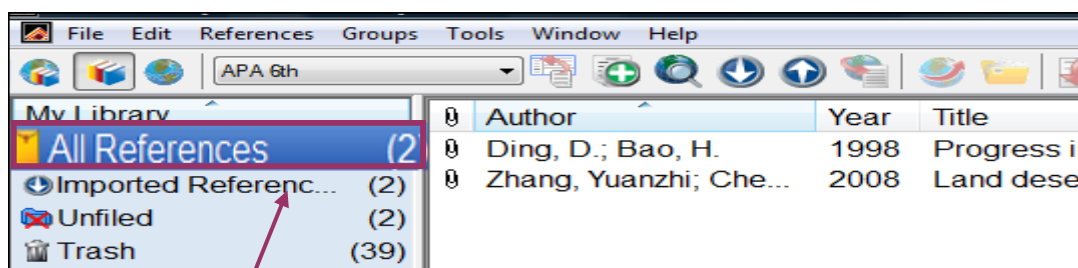 File Edit References Groups Tools Window Help
APA 6th
My Library
Author Year Title
All References (2
Ding, D.; Bao, H. 1998 Progress i
Imported Referenc... (2)
Zhang, Yuanzhi; Che... 2008 Land dese
Unfiled (2)
Trash (39)